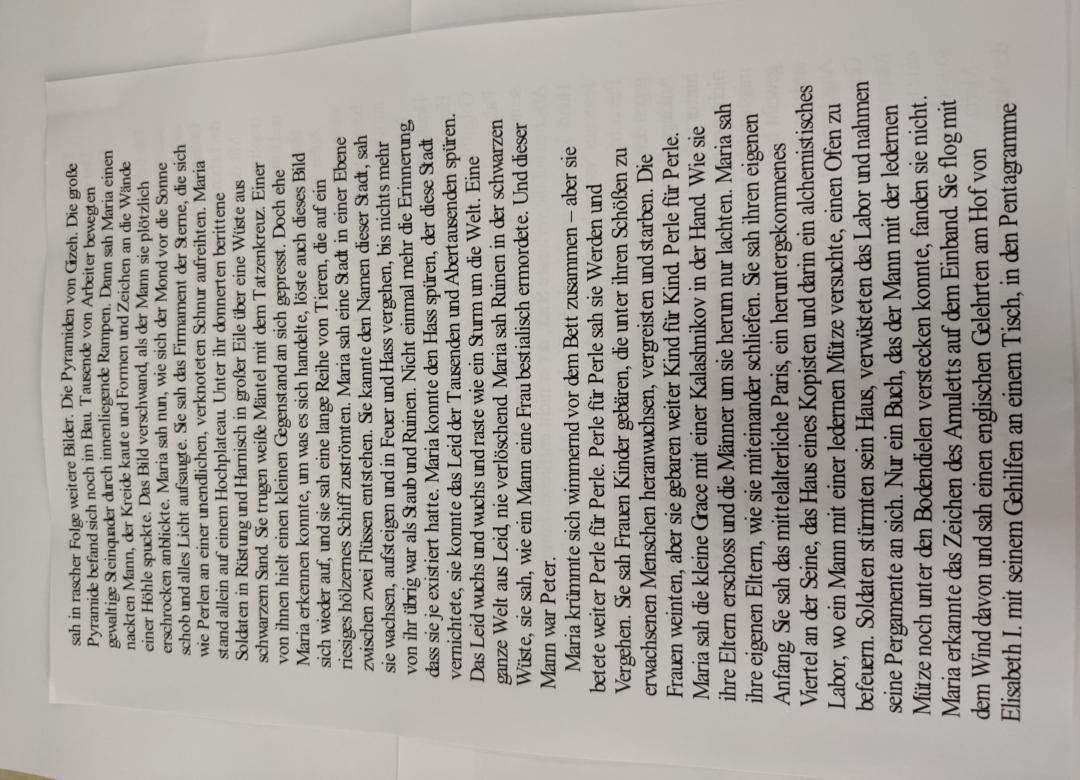 sah in rascher Folge weitere Bilder. Die Pyramiden von Gizeh. Die große
Pyramide befand sich noch im Bau. Tausende von Arbeiter bewegten
gewaltige Steinquader durch innenliegende Rampen. Dann sah Maria einen
nackten Mann, der Kreide kaute und Formen und Zeichen an die Wände
einer Höhle spuckte. Das Bild verschwand, als der Mann sie plötzlich
erschrocken anblickte. Maria sah nun, wie sich der Mond vor die Sonne
schob und alles Licht aufsaugte. Sie sah das Firmament der Sterne, die sich
wie Perlen an einer unendlichen, verknoteten Schnur aufreihten. Maria
stand allein auf einem Hochplateau. Unter ihr donnerten berittene
Soldaten in Rüstung und Harnisch in großer Eile über eine Wüste aus
schwarzem Sand. Sie trugen weiße Mäntel mit dem Tatzenkreuz. Einer
von ihnen hielt einen kleinen Gegenstand an sich gepresst. Doch ehe
Maria erkennen konnte, um was es sich handelte, löste auch dieses Bild
sich wieder auf, und sie sah eine lange Reihe von Tieren, die auf ein
riesiges hölzernes Schiff zuströmten. Maria sah eine Stadt in einer Ebene
zwischen zwei Flüssen entstehen. Sie kannte den Namen dieser Stadt, sah
sie wachsen, aufsteigen und in Feuer und Hass vergehen, bis nichts mehr
von ihr übrig war als Staub und Ruinen. Nicht einmal mehr die Erinnerung,
dass sie je existiert hatte. Maria konnte den Hass spüren, der diese Stadt
vernichtete, sie konnte das Leid der Tausenden und Abertausenden spüren.
Das Leid wuchs und wuchs und raste wie ein Sturm um die Welt. Eine
ganze Welt aus Leid, nie verlöschend. Maria sah Ruinen in der schwarzen
Wüste, sie sah, wie ein Mann eine Frau bestialisch ermordete. Und dieser
Mann war Peter.
Maria krümmte sich wimmernd vor dem Bett zusammen – aber sie
betete weiter Perle für Perle. Perle für Perle sah sie Werden und
Vergehen. Sie sah Frauen Kinder gebären, die unter ihren Schößen zu
erwachsenen Menschen heranwuchsen, vergreisten und starben. Die
Frauen weinten, aber sie gebaren weiter Kind für Kind. Perle für Perle.
Maria sah die kleine Grace mit einer Kalashnikov in der Hand. Wie sie
ihre Eltern erschoss und die Männer um sie herum nur lachten. Maria sah
ihre eigenen Eltern, wie sie miteinander schliefen. Sie sah ihren eigenen
Anfang. Sie sah das mittelalterliche Paris, ein heruntergekommenes
Viertel an der Seine, das Haus eines Kopisten und darin ein alchemistisches
Labor, wo ein Mann mit einer ledernen Mütze versuchte, einen Ofen zu
befeuern. Soldaten stürmten sein Haus, verwüsteten das Labor und nahmen
seine Pergamente an sich. Nur ein Buch, das der Mann mit der ledernen
Mütze noch unter den Bodendielen verstecken konnte, fanden sie nicht.
Maria erkannte das Zeichen des Amuletts auf dem Einband. Sie flog mit
dem Wind davon und sah einen englischen Gelehrten am Hof von
Elisabeth I. mit seinem Gehilfen an einem Tisch, in den Pentagramme